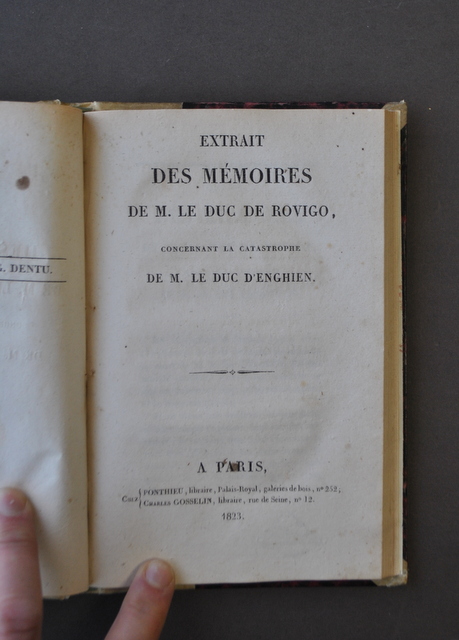 G. DENTU.
EXTRAIT
DES MÉMOIRES
DE M. LE DUC DE ROVIGO,
CONCERNANT LA CATASTROPHE
DE M. LE DUC D'ENGHIEN.
A PARIS,
Chez { PONTHIEU, libraire, Palais-Royal, galeries de bois, nº 252;
CHARLES GOSSELIN, libraire, rue de Seine, nº 12.
1823.